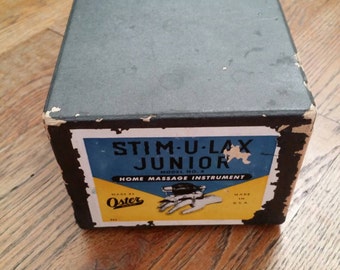 STIM·U·LAX
JUNIOR
HOME MASSAGE INSTRUMENT
MADE BY
Oster
MADE IN
U.S.A.